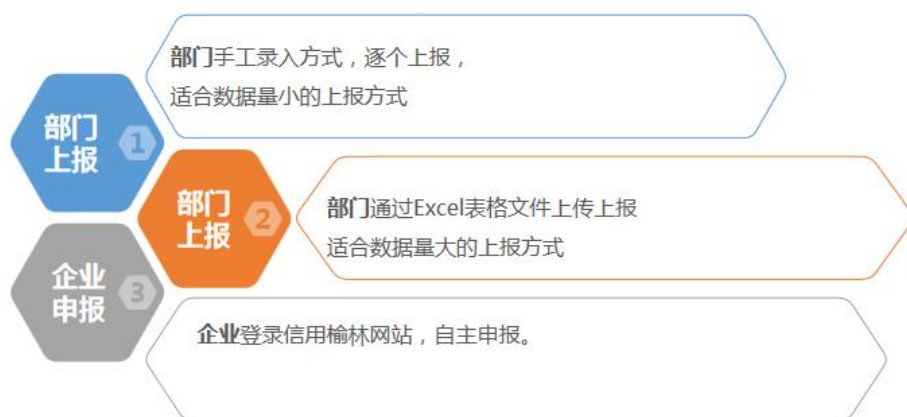 部门手工录入方式，逐个上报，
适合数据量小的上报方式
部门
上报
1
部门
上报
2
部门通过Excel表格文件上传上报
适合数据量大的上报方式
企业
申报
3
企业登录信用榆林网站，自主申报。